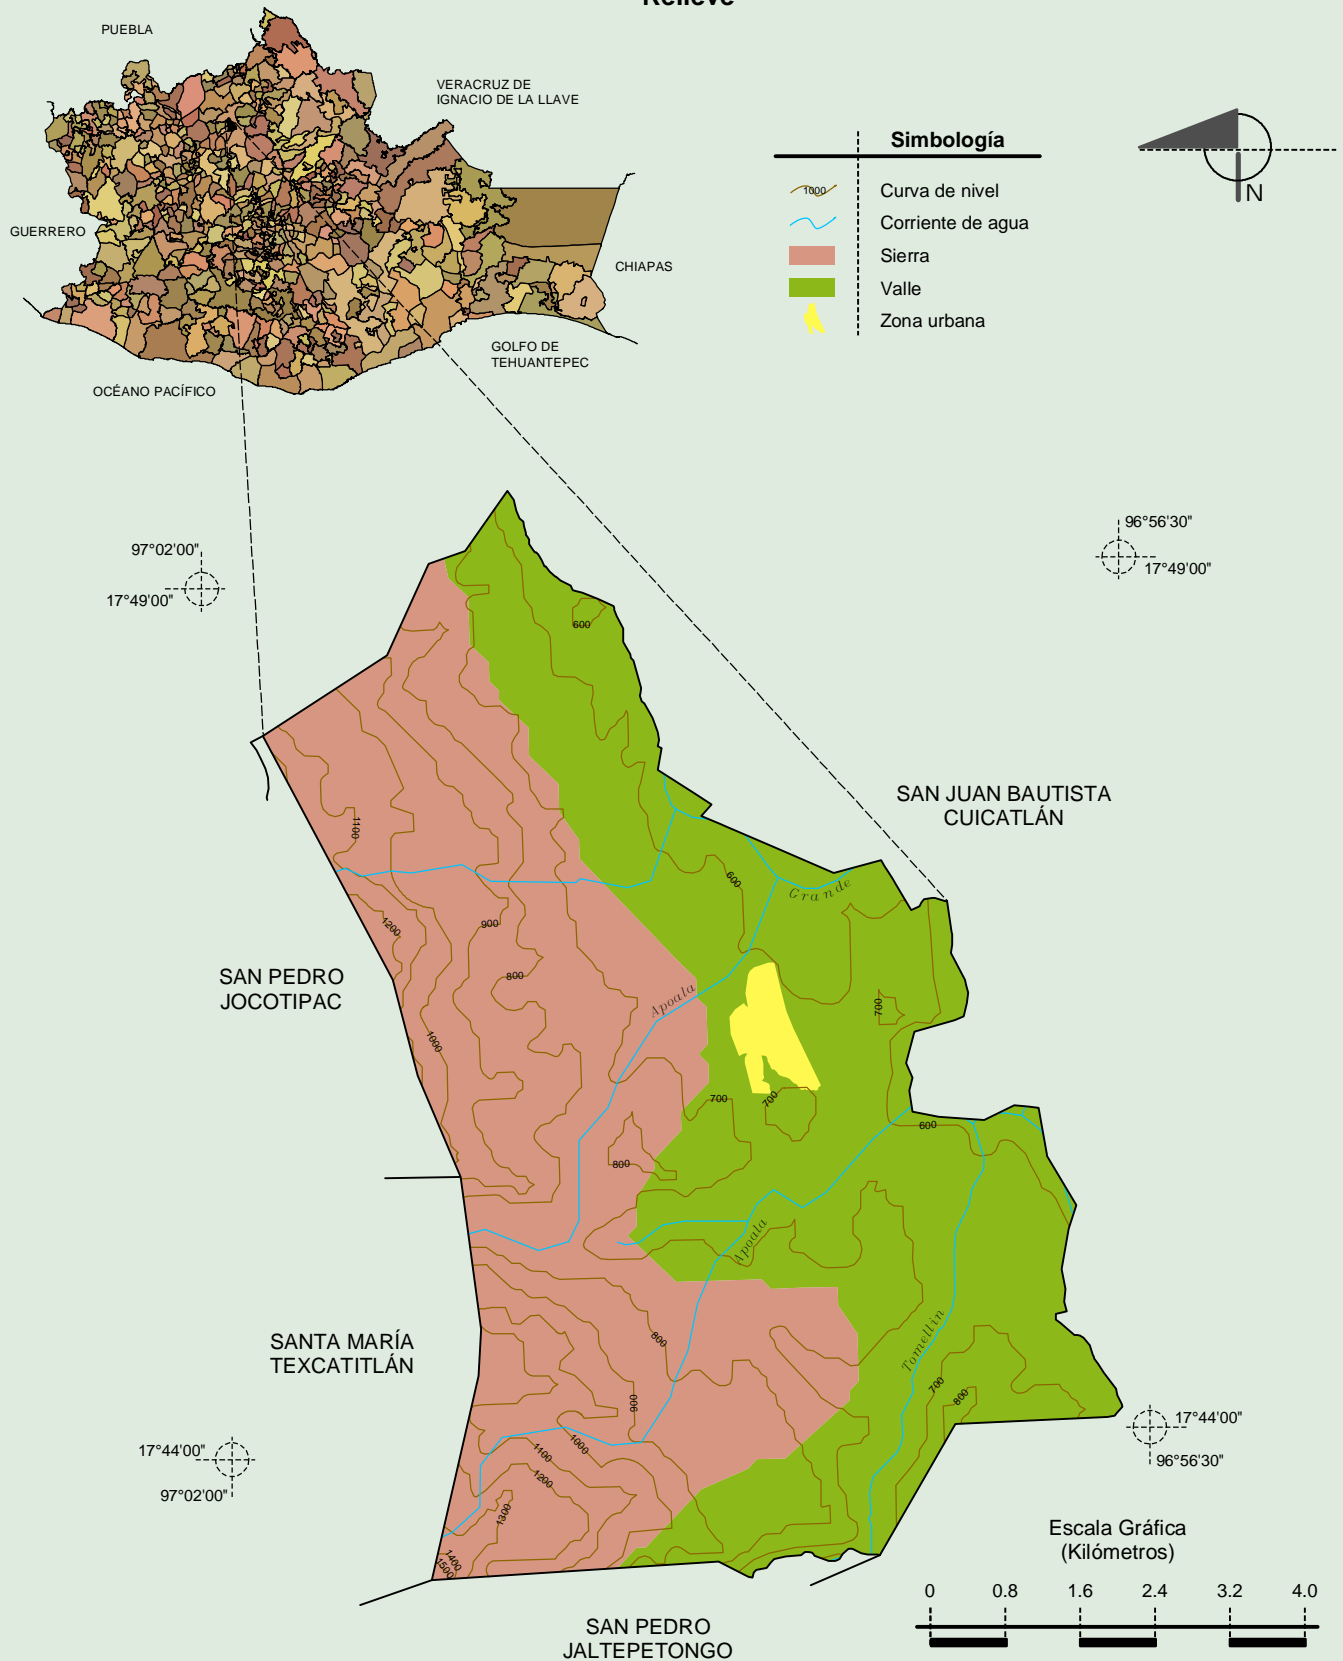 Relieve
PUEBLA
VERACRUZ DE
IGNACIO DE LA LLAVE
GUERRERO
CHIAPAS
GOLFO DE
TEHUANTEPEC
OCÉANO PACÍFICO
Simbología
1000
Curva de nivel
Corriente de agua
Sierra
Valle
Zona urbana
N
97°02'00"
17°49'00"
96°56'30"
17°49'00"
600
SAN JUAN BAUTISTA
CUICATLÁN
1100
600
Grande
1200
900
800
SAN PEDRO
JOCOTIPAC
Apoala
700
1000
700
700
600
800
Apoala
SANTA MARÍA
TEXCATITLÁN
800
Tomellin
700
800
900
17°44'00"
97°02'00"
17°44'00"
96°56'30"
1000
1100
1200
1300
1400
1500
Escala Gráfica
(Kilómetros)
0 0.8 1.6 2.4 3.2 4.0
SAN PEDRO
JALTEPETONGO